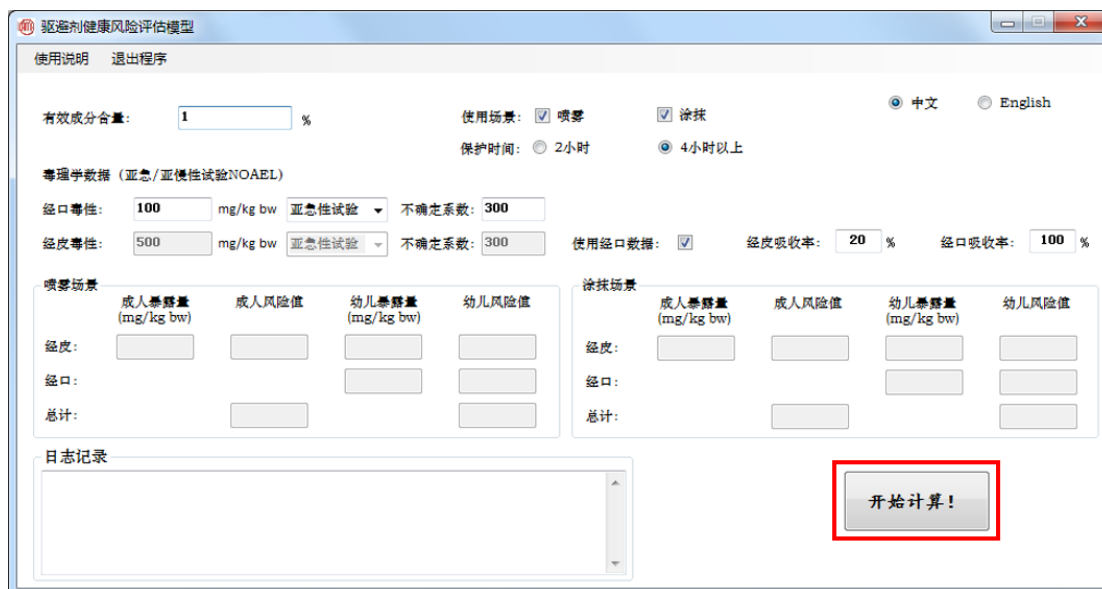 驱避剂健康风险评估模型
使用说明 退出程序
有效成分含量: 1 % 使用场景: 喷雾 涂抹 中文 English
保护时间: 2小时 4小时以上
毒理学数据 (亚急/亚慢性试验NOAEL)
经口毒性: 100 mg/kg bw 亚急性试验 不确定系数: 300
经皮毒性: 500 mg/kg bw 亚急性试验 不确定系数: 300 使用经口数据: 经皮吸收率: 20 % 经口吸收率: 100 %
喷雾场景 涂抹场景
成人暴露量 成人风险值 幼儿暴露量 幼儿风险值 成人暴露量 成人风险值 幼儿暴露量 幼儿风险值
(mg/kg bw) (mg/kg bw) (mg/kg bw) (mg/kg bw)
经皮: 经皮:
经口: 经口:
总计: 总计:
日志记录
开始计算!